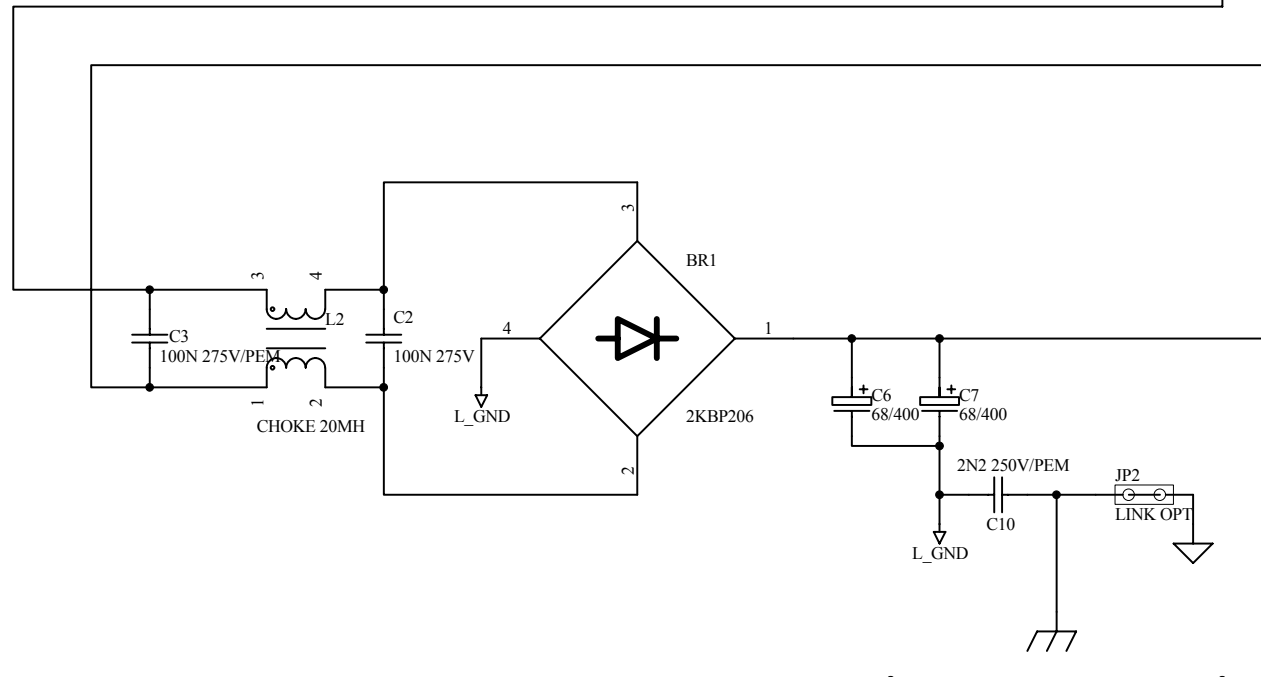 3
BR1
3
4
L2
C2
C3
100N 275V/PEM
100N 275V
4
1
1
2
CHOKE 20MH
L_GND
2KBP206
+
C6
68/400
+
C7
68/400
2
2N2 250V/PEM
C10
L_GND
JP2
LINK OPT